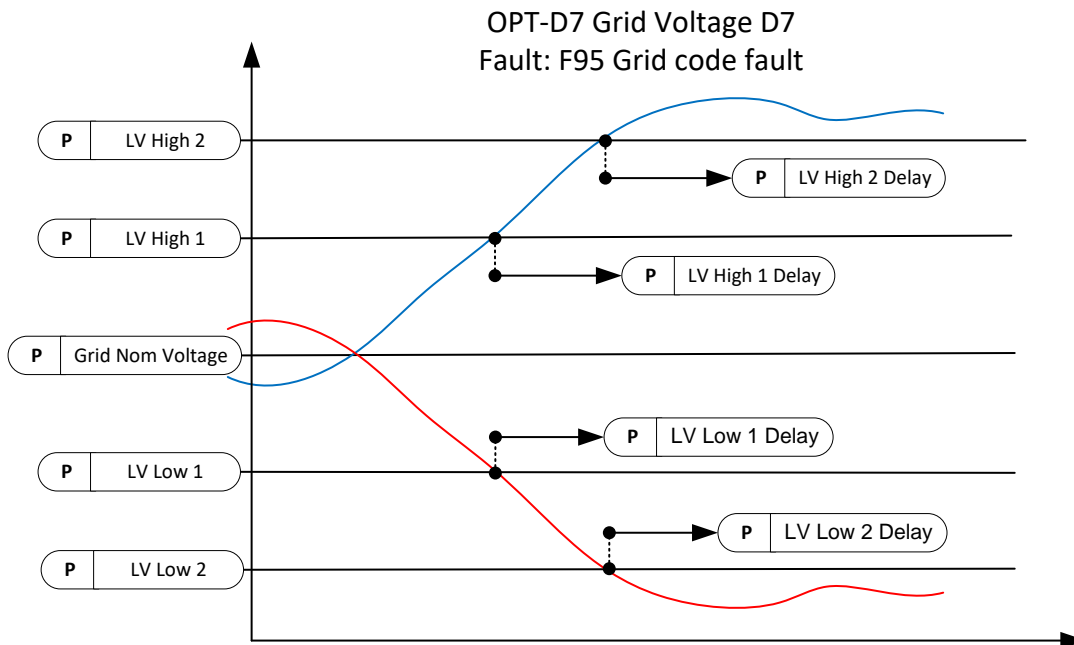 OPT-D7 Grid Voltage D7
Fault: F95 Grid code fault
P LV High 2
P LV High 2 Delay
P LV High 1
P LV High 1 Delay
P Grid Nom Voltage
P LV Low 1 Delay
P LV Low 1
P LV Low 2 Delay
P LV Low 2